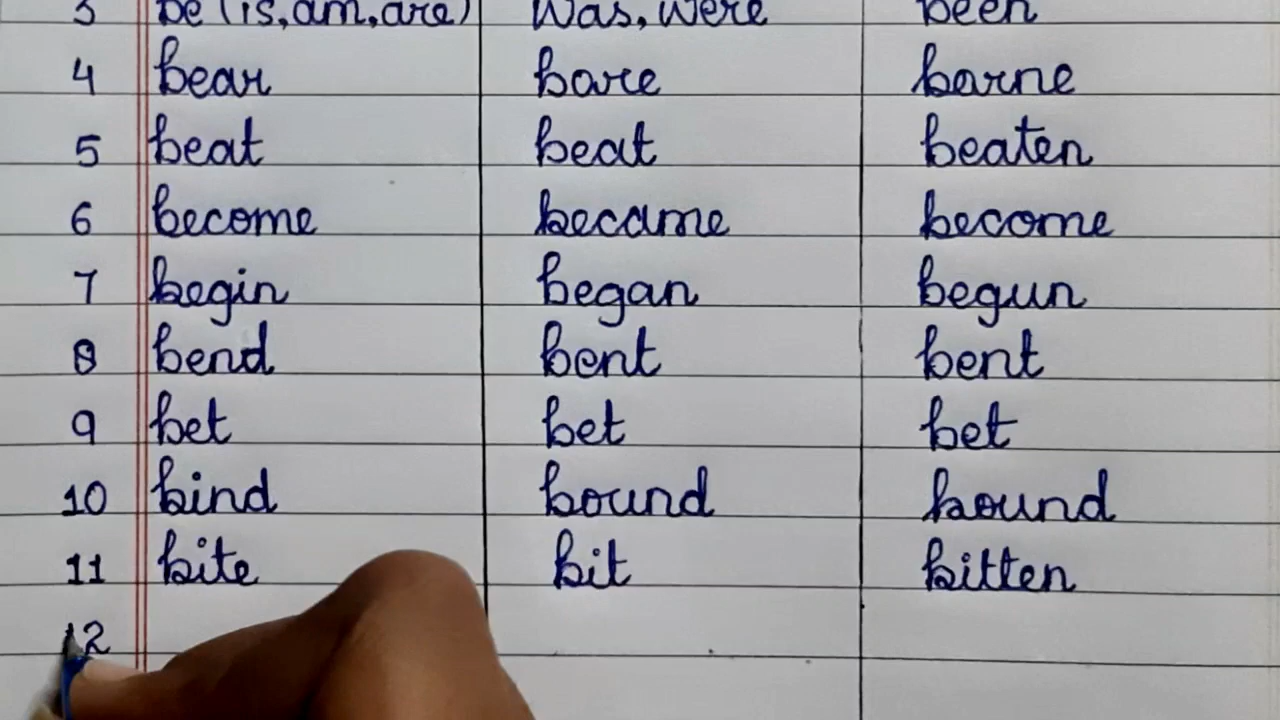 3 be (is,am,are) Was, Were been
4 bear bore borne
5 beat beat beaten
6 become became become
7 begin began begun
8 bend bent bent
9 bet bet bet
10 bind bound bound
11 bite bit bitten
12